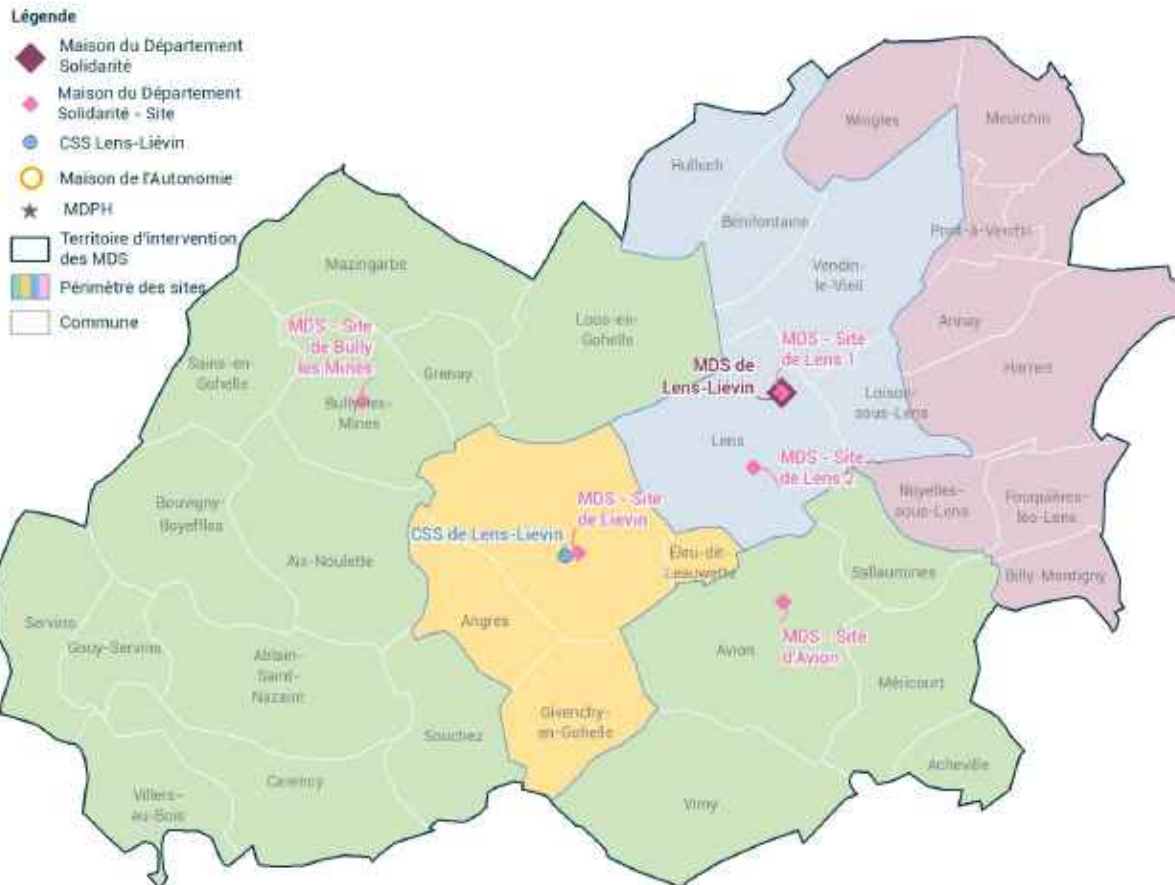 Légende
Maison du Département
Solidarité
Maison du Département
Solidarité - Site
CSS Lens-Liévin
Maison de l'Autonomie
MDPH
Territoire d'intervention
des MDS
Périmètre des sites
Commune
Wingles
Meurchin
Hulluch
Bénifontaine
Pont-à-Vendin
Vendin-
le-Vieil
Mazingarbe
Loos-en-
Gohelle
Annay
MDS - Site
de Bully
les Mines
MDS - Site
de Lens 1
Sains-en-
Gohelle
Grenay
MDS de
Lens-Liévin
Harnes
Bully-les-
Mines
Loison-
sous-Lens
Lens
MDS - Site
de Lens 2
Bouvigny-
Boyeffles
MDS - Site
de Liévin
Noyelles-
sous-Lens
Fouquières-
lès-Lens
CSS de Lens-Liévin
Aix-Noulette
Éleu-dit-
Leauwette
Sallaumines
Billy-Montigny
Servins
Gouy-Servins
Angres
Ablain-
Saint-
Nazaire
Avion
MDS - Site
d'Avion
Méricourt
Souchez
Givenchy-
en-Gohelle
Acheville
Carency
Villers-
au-Bois
Vimy